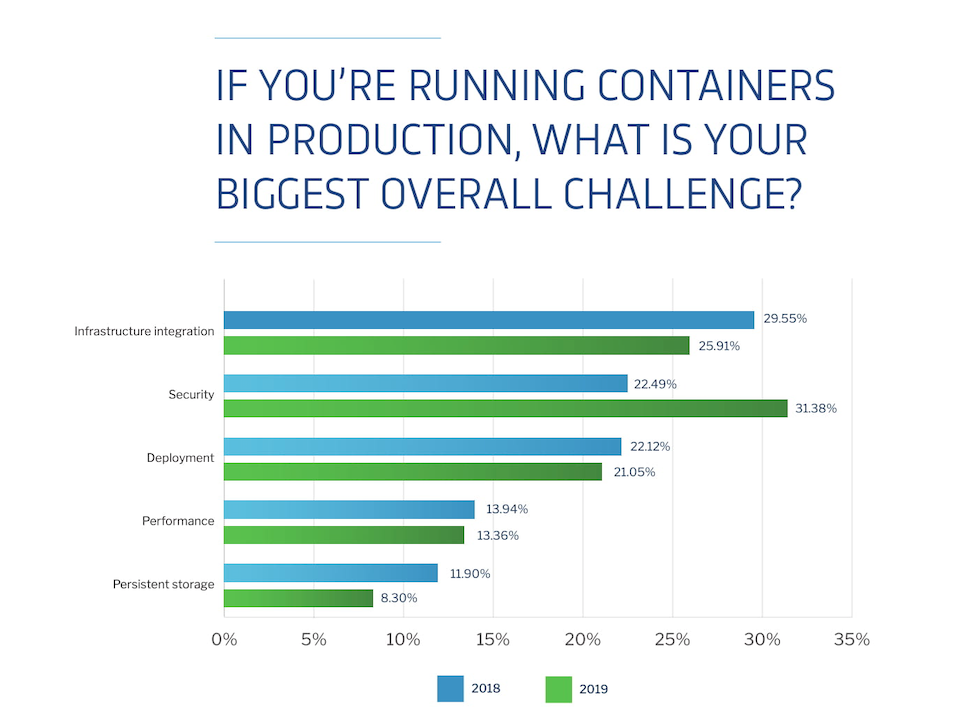 IF YOU’RE RUNNING CONTAINERS
IN PRODUCTION, WHAT IS YOUR
BIGGEST OVERALL CHALLENGE?
Infrastructure integration
29.55%
25.91%
Security
22.49%
31.38%
Deployment
22.12%
21.05%
Performance
13.94%
13.36%
Persistent storage
11.90%
8.30%
0% 5% 10% 15% 20% 25% 30% 35%
2018 2019